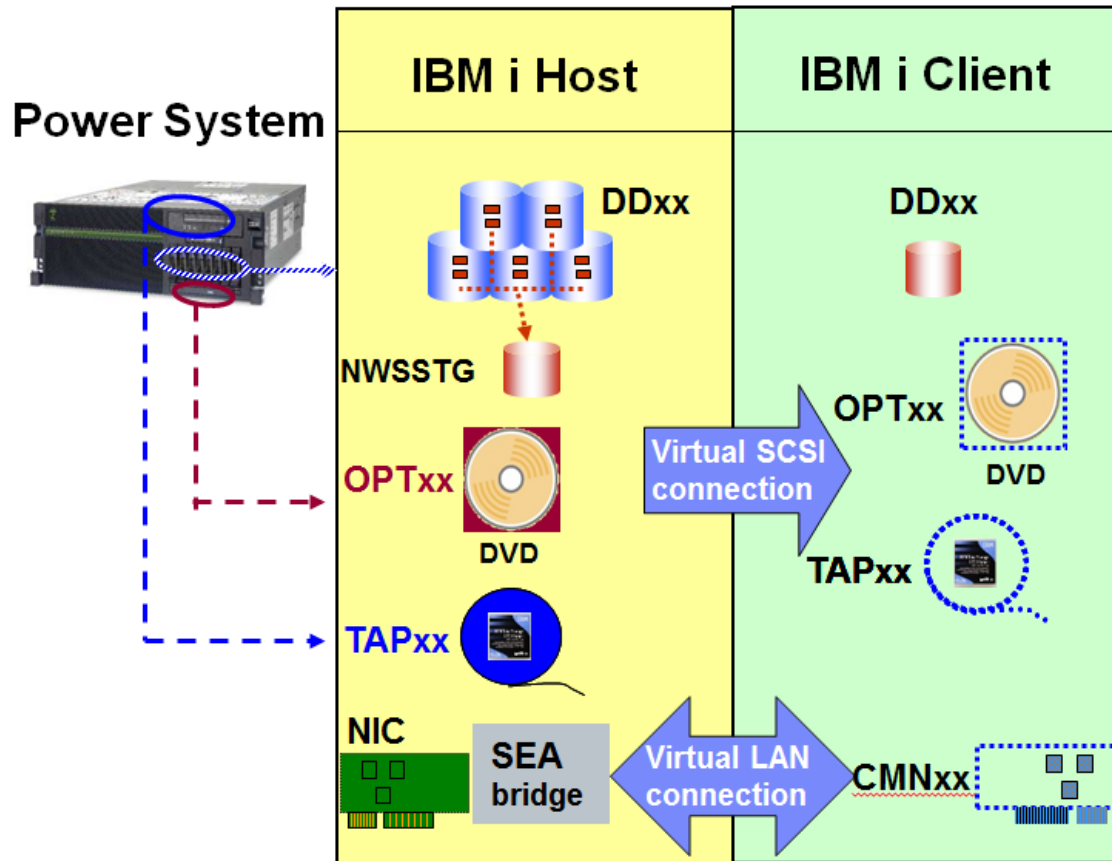 Power System
IBM i Host
IBM i Client
DDxx
DDxx
NWSSTG
OPTxx
DVD
TAPxx
Virtual SCSI
connection
OPTxx
DVD
TAPxx
NIC
SEA
bridge
Virtual LAN
connection
CMNxx